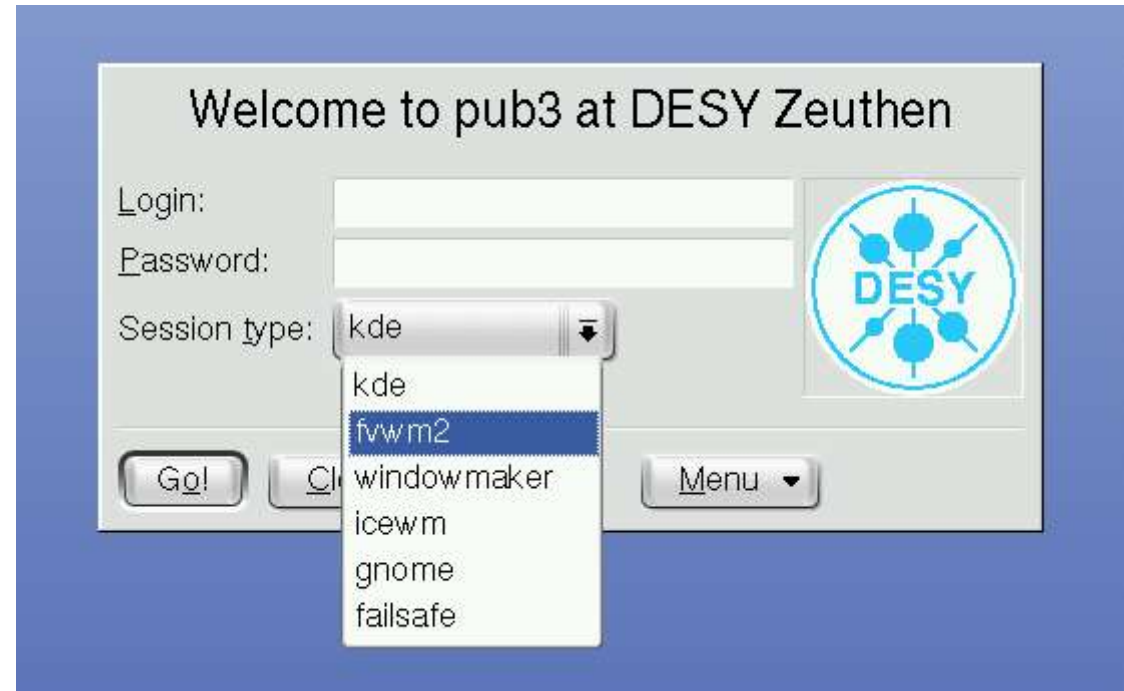 Welcome to pub3 at DESY Zeuthen
Login:
Password:
DESY
Session type: kde
kde
fvwm2
windowmaker
icewm
gnome
failsafe
Go!
Menu